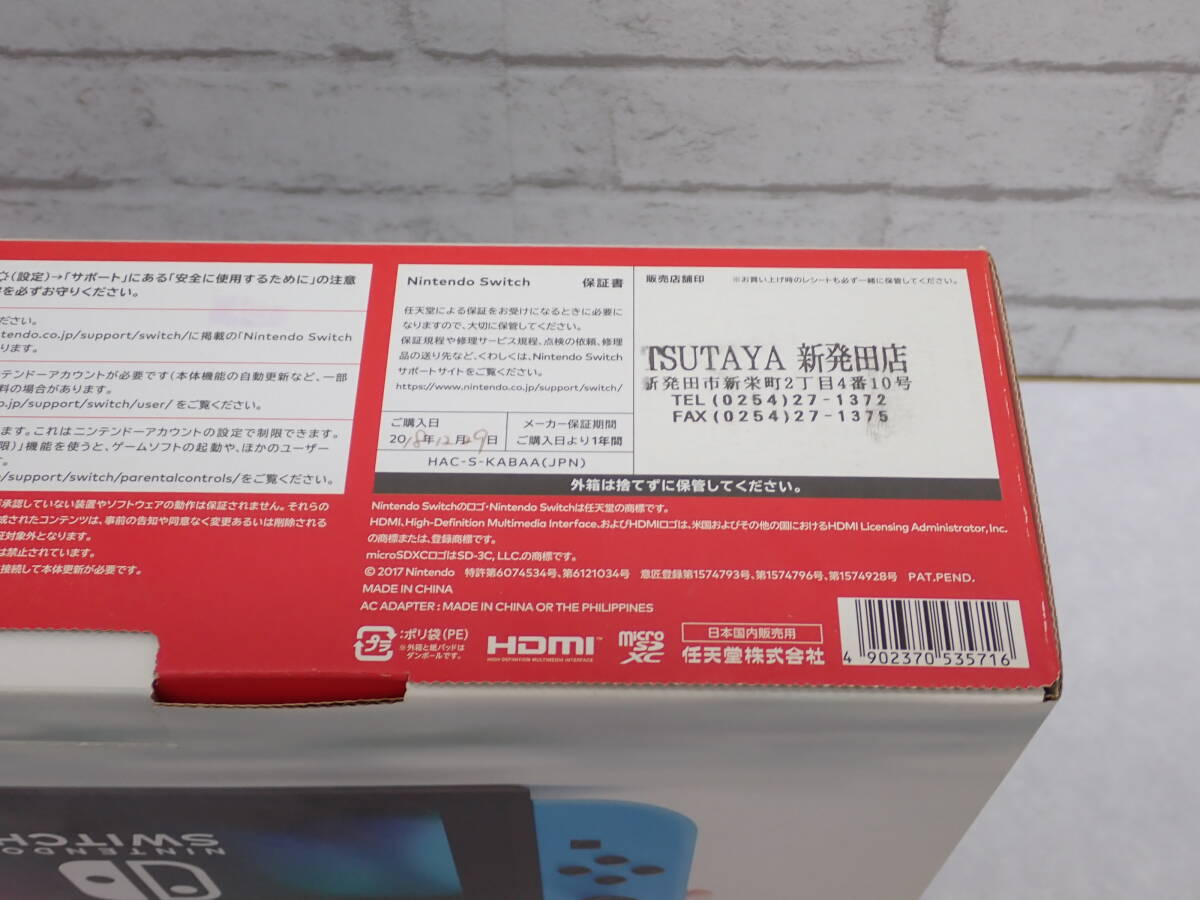 (設定)→「サポート」にある「安全に使用するために」の注意
を必ずお守りください。
ださい。
tendo.co.jp/support/switch/に掲載の「Nintendo Switch
ります。
テンドーアカウントが必要です(本体機能の自動更新など、一部
料の場合があります。
o.jp/support/switch/user/ をご覧ください。
ます。これはニンテンドーアカウントの設定で制限できます。
限)」機能を使うと、ゲームソフトの起動や、ほかのユーザー
す。
/support/switch/parentalcontrols/をご覧ください。
承認していない装置やソフトウェアの動作は保証されません。それらの
成されたコンテンツは、事前の告知や同意なく変更あるいは削除される
証対象外となります。
は禁止されています。
接続して本体更新が必要です。
Nintendo Switch 保証書
任天堂による保証をお受けになるときに必要に
なりますので、大切に保管してください。
保証規程や修理サービス規程、点検の依頼、修理
品の送り先など、くわしくは、Nintendo Switch
サポートサイトをご覧ください。
https://www.nintendo.co.jp/support/switch/
ご購入日
2018年12月29日
メーカー保証期間
ご購入日より1年間
HAC-S-KABAA(JPN)
販売店舗印 ※お買い上げ時のレシートも必ず一緒に保管してください。
TSUTAYA 新発田店
新発田市新栄町2丁目4番10号
TEL(0254)27-1372
FAX(0254)27-1375
外箱は捨てずに保管してください。
Nintendo Switchのロゴ・Nintendo Switchは任天堂の商標です。
HDMI、High-Definition Multimedia Interface、およびHDMIロゴは、米国およびその他の国におけるHDMI Licensing Administrator, Inc.
の商標または、登録商標です。
microSDXCロゴはSD-3C, LLC.の商標です。
© 2017 Nintendo 特許第6074534号、第6121034号 意匠登録第1574793号、第1574796号、第1574928号 PAT.PEND.
MADE IN CHINA
AC ADAPTER : MADE IN CHINA OR THE PHILIPPINES
プラ
:ポリ袋(PE)
※外箱と紙パッドは
ダンボールです。
HDMI™
HIGH-DEFINITION MULTIMEDIA INTERFACE
micro
SD
XC
日本国内販売用
任天堂株式会社
4 902370 535716
NINTENDO
SWITCH